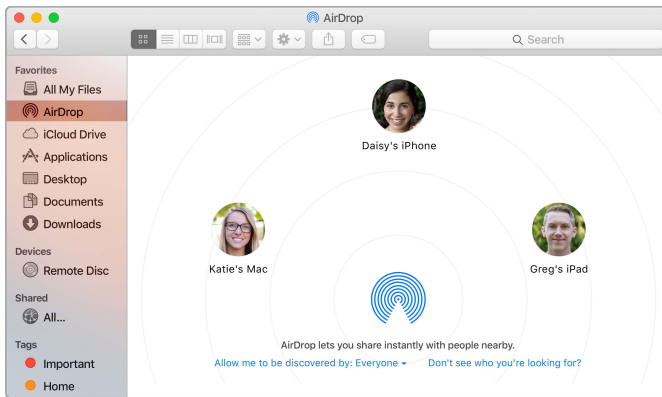 AirDrop
Search
Favorites
All My Files
AirDrop
iCloud Drive
Applications
Desktop
Documents
Downloads
Devices
Remote Disc
Shared
All...
Tags
Important
Home
Daisy's iPhone
Katie's Mac
Greg's iPad
AirDrop lets you share instantly with people nearby.
Allow me to be discovered by: Everyone
Don't see who you're looking for?